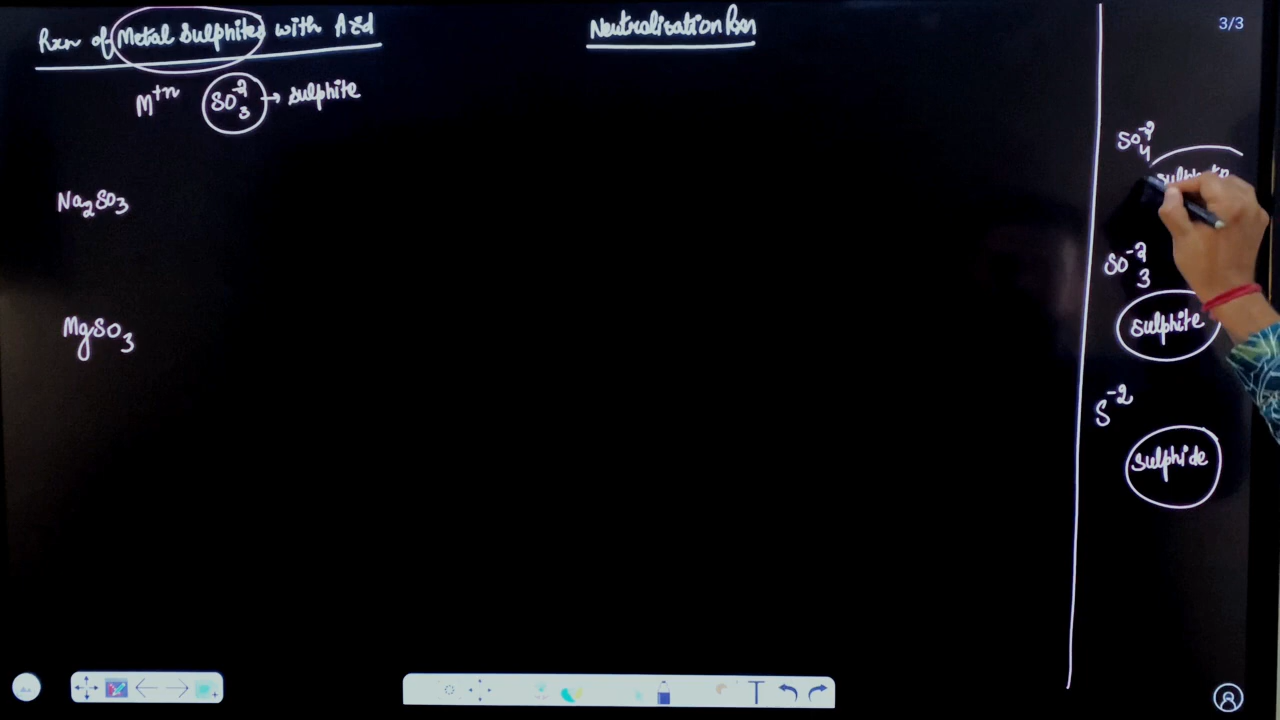 Rxn of Metal Sulphites with Acid
M⁺ⁿ SO₃⁻² → sulphite
Na₂SO₃
MgSO₃
Neutralisation Rxn
3/3
SO₄⁻²
SO₃⁻²
sulphite
S⁻²
sulphide
T